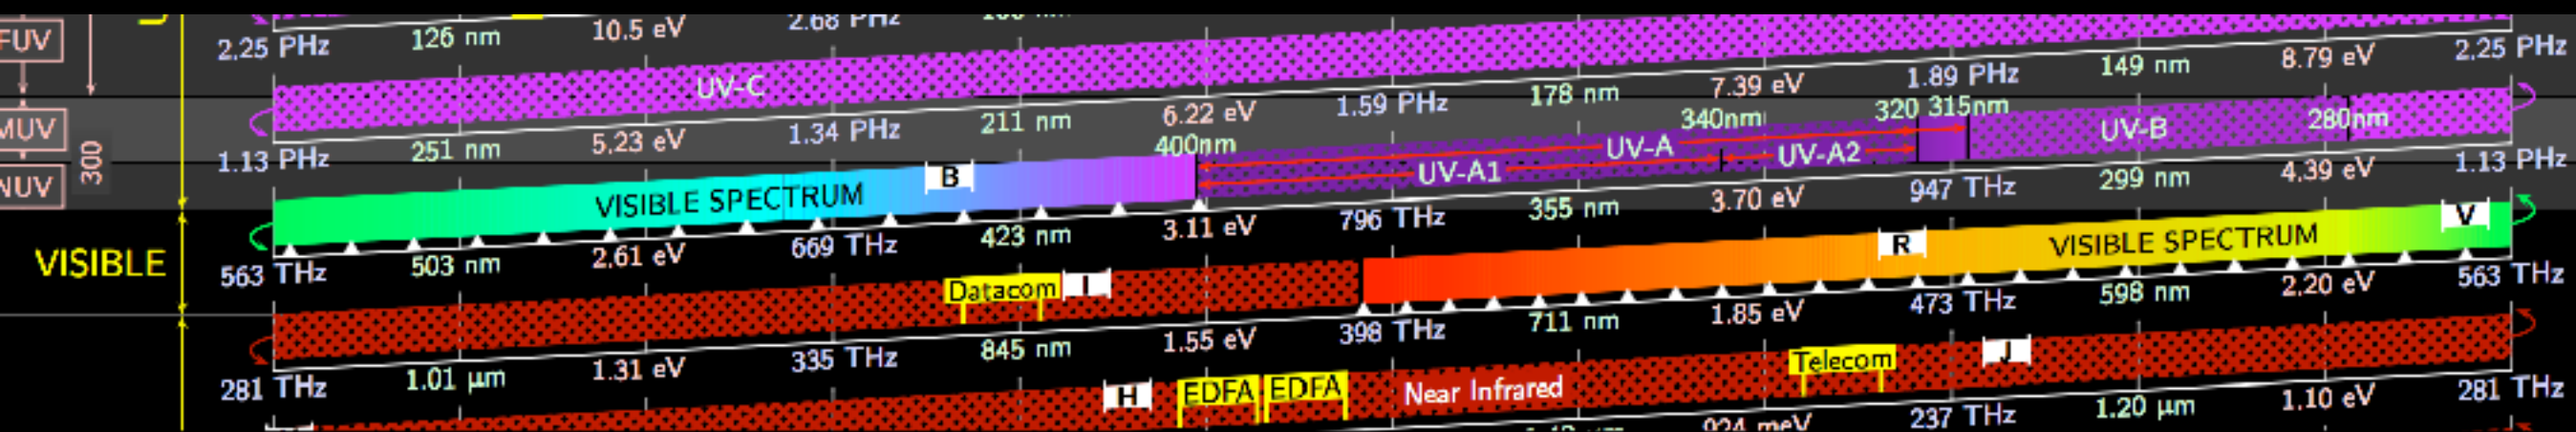 FUV
10.5 eV
2.68 PHz
2.25 PHz
126 nm
8.79 eV
2.25 PHz
UV-C
7.39 eV
1.89 PHz
149 nm
MUV
300
1.13 PHz
251 nm
5.23 eV
1.34 PHz
211 nm
6.22 eV
1.59 PHz
178 nm
340nm
320 315nm
UV-B
280nm
400nm
UV-A
NUV
UV-A1
UV-A2
947 THz
299 nm
4.39 eV
1.13 PHz
VISIBLE SPECTRUM
B
3.11 eV
796 THz
355 nm
3.70 eV
V
VISIBLE
563 THz
503 nm
2.61 eV
669 THz
423 nm
R
VISIBLE SPECTRUM
Datacom
I
473 THz
598 nm
2.20 eV
563 THz
1.55 eV
398 THz
711 nm
1.85 eV
281 THz
1.01 µm
1.31 eV
335 THz
845 nm
Telecom
J
H
EDFA
EDFA
Near Infrared
924 meV
237 THz
1.20 µm
1.10 eV
281 THz